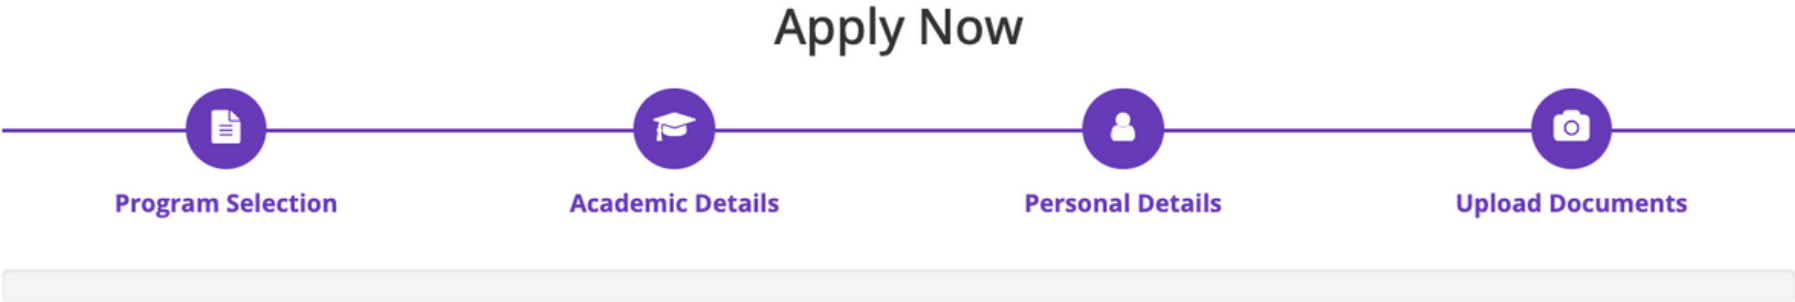 Apply Now
Program Selection
Academic Details
Personal Details
Upload Documents